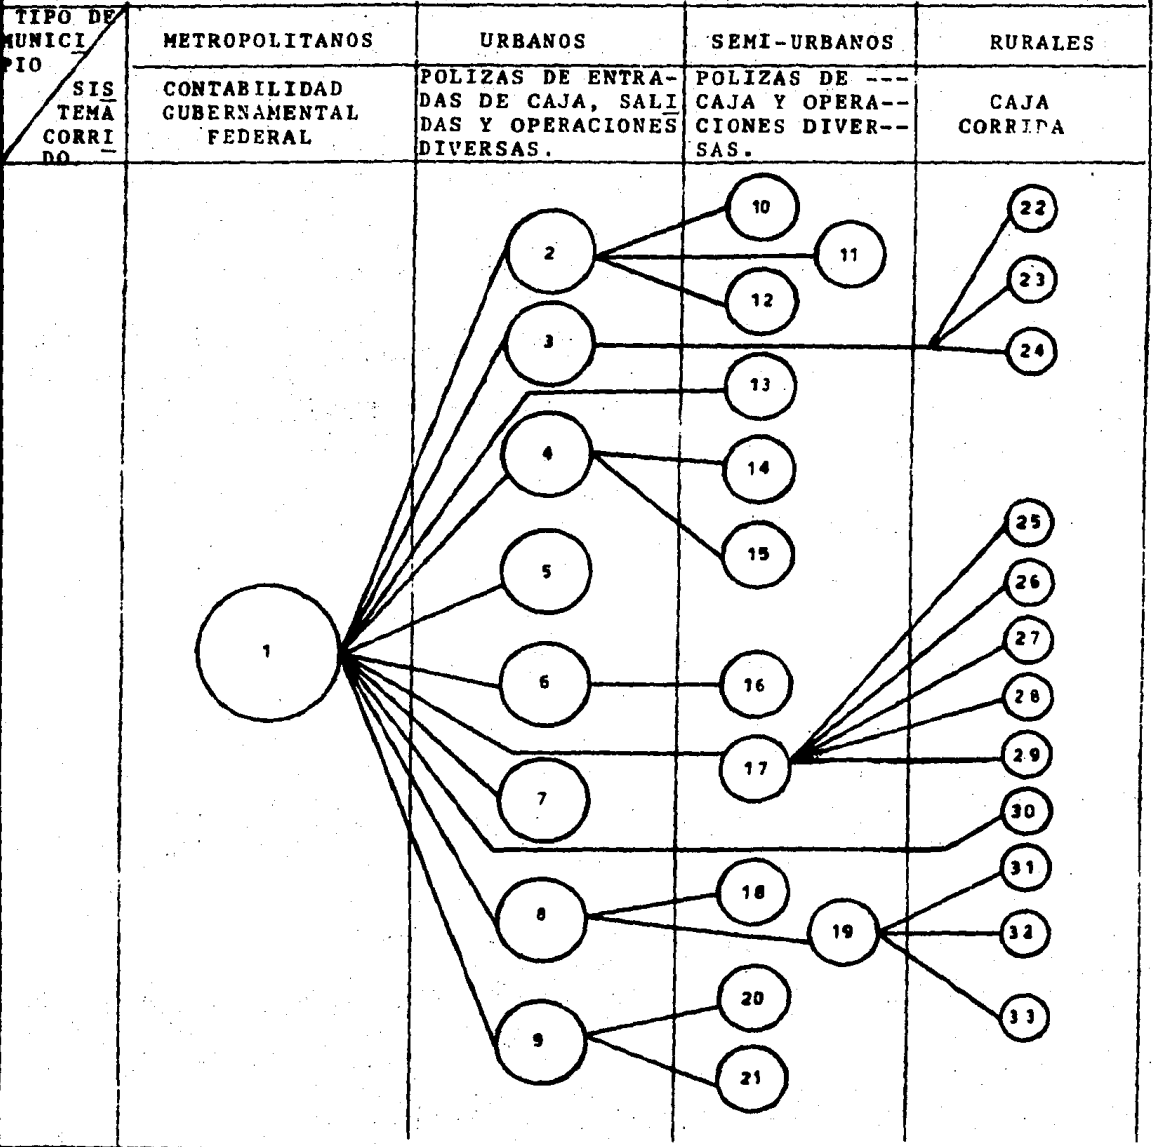 TIPO DE
MUNICI
PIO
SIS
TEMA
CORRI
DO.
METROPOLITANOS
URBANOS
SEMI-URBANOS
RURALES
CONTABILIDAD
GUBERNAMENTAL
FEDERAL
POLIZAS DE ENTRA-
DAS DE CAJA, SALI
DAS Y OPERACIONES
DIVERSAS.
POLIZAS DE ---
CAJA Y OPERA--
CIONES DIVER--
SAS.
CAJA
CORRIDA
1
2
3
4
5
6
7
8
9
10
11
12
13
14
15
16
17
18
19
20
21
22
23
24
25
26
27
28
29
30
31
32
33